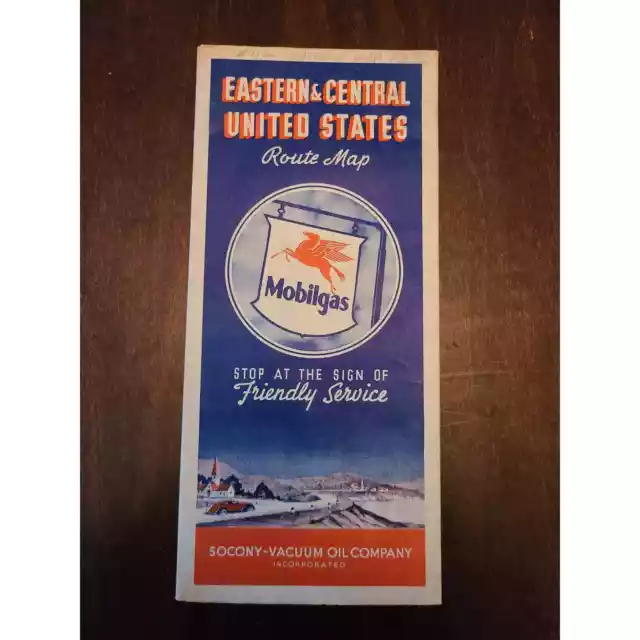 EASTERN & CENTRAL
UNITED STATES
Route Map
Mobilgas
STOP AT THE SIGN OF
Friendly Service
SOCONY-VACUUM OIL COMPANY
INCORPORATED